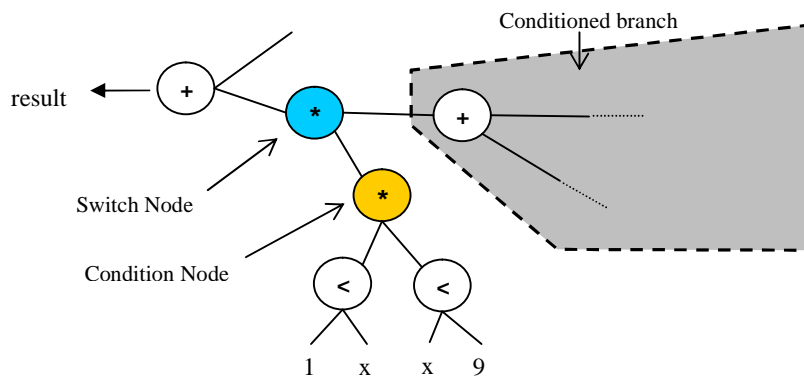 Conditioned branch
+
result
*
+
Switch Node
*
Condition Node
<
<
1 x x 9